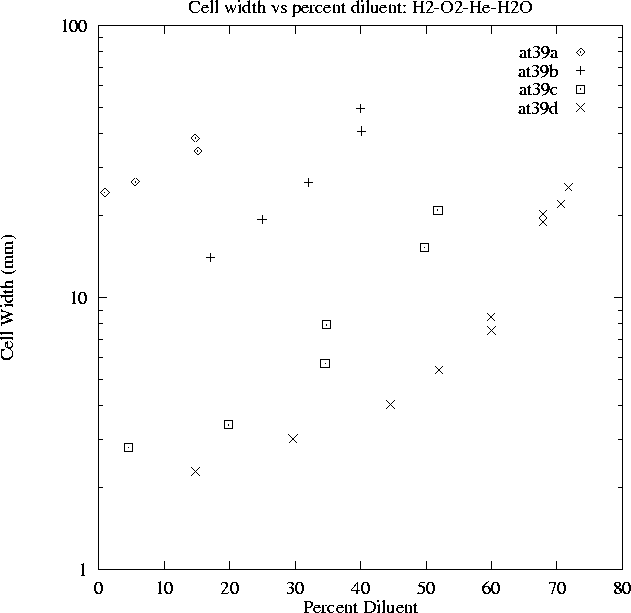 Cell width vs percent diluent: H2-O2-He-H2O
100
at39a
at39b
at39c
at39d
Cell Width (mm)
10
1
0 10 20 30 40 50 60 70 80
Percent Diluent